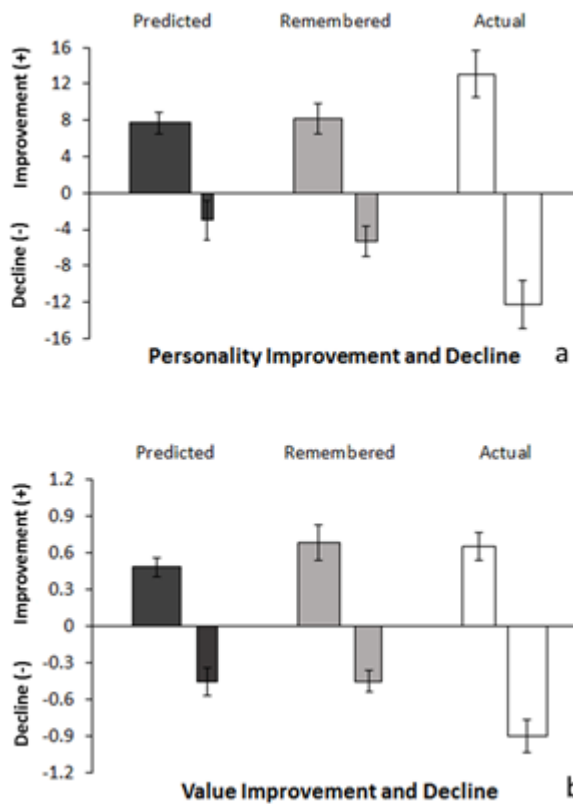 Predicted Remembered Actual
Improvement (+)
Decline (-)
16
12
8
4
0
-4
-8
-12
-16
Personality Improvement and Decline a
Predicted Remembered Actual
Improvement (+)
Decline (-)
1.2
0.9
0.6
0.3
0
-0.3
-0.6
-0.9
-1.2
Value Improvement and Decline b